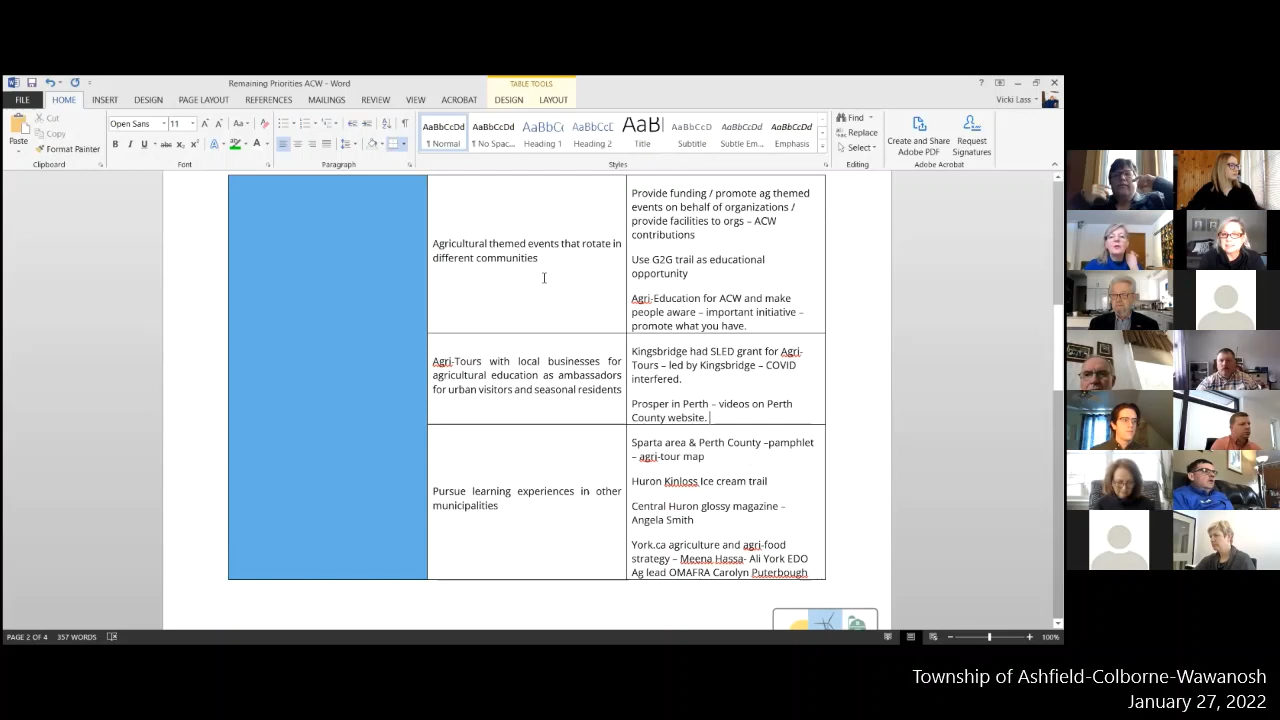 Remaining Priorities ACW - Word
TABLE TOOLS
FILE HOME INSERT DESIGN PAGE LAYOUT REFERENCES MAILINGS REVIEW VIEW ACROBAT DESIGN LAYOUT
Vicki Lass
Paste
Cut
Copy
Format Painter
Open Sans 11
AaBbCcDd AaBbCcDd AaBbC AaBbCcD AaB AaBbCcD AaBbCcDd AaBbCcDd
¶ Normal ¶ No Spac... Heading 1 Heading 2 Title Subtitle Subtle Em... Emphasis
Find
Replace
Select
Create and Share Adobe PDF
Request Signatures
Clipboard Font Paragraph Styles Editing Adobe Acrobat
Agricultural themed events that rotate in
different communities
Provide funding / promote ag themed
events on behalf of organizations /
provide facilities to orgs – ACW
contributions
Use G2G trail as educational
opportunity
Agri-Education for ACW and make
people aware – important initiative –
promote what you have.
Agri-Tours with local businesses for
agricultural education as ambassadors
for urban visitors and seasonal residents
Kingsbridge had SLED grant for Agri-
Tours – led by Kingsbridge – COVID
interfered.
Prosper in Perth – videos on Perth
County website.
Pursue learning experiences in other
municipalities
Sparta area & Perth County –pamphlet
– agri-tour map
Huron Kinloss Ice cream trail
Central Huron glossy magazine –
Angela Smith
York.ca agriculture and agri-food
strategy – Meena Hassa- Ali York EDO
Ag lead OMAFRA Carolyn Puterbough
PAGE 2 OF 4 357 WORDS 100%
Township of Ashfield-Colborne-Wawanosh
January 27, 2022